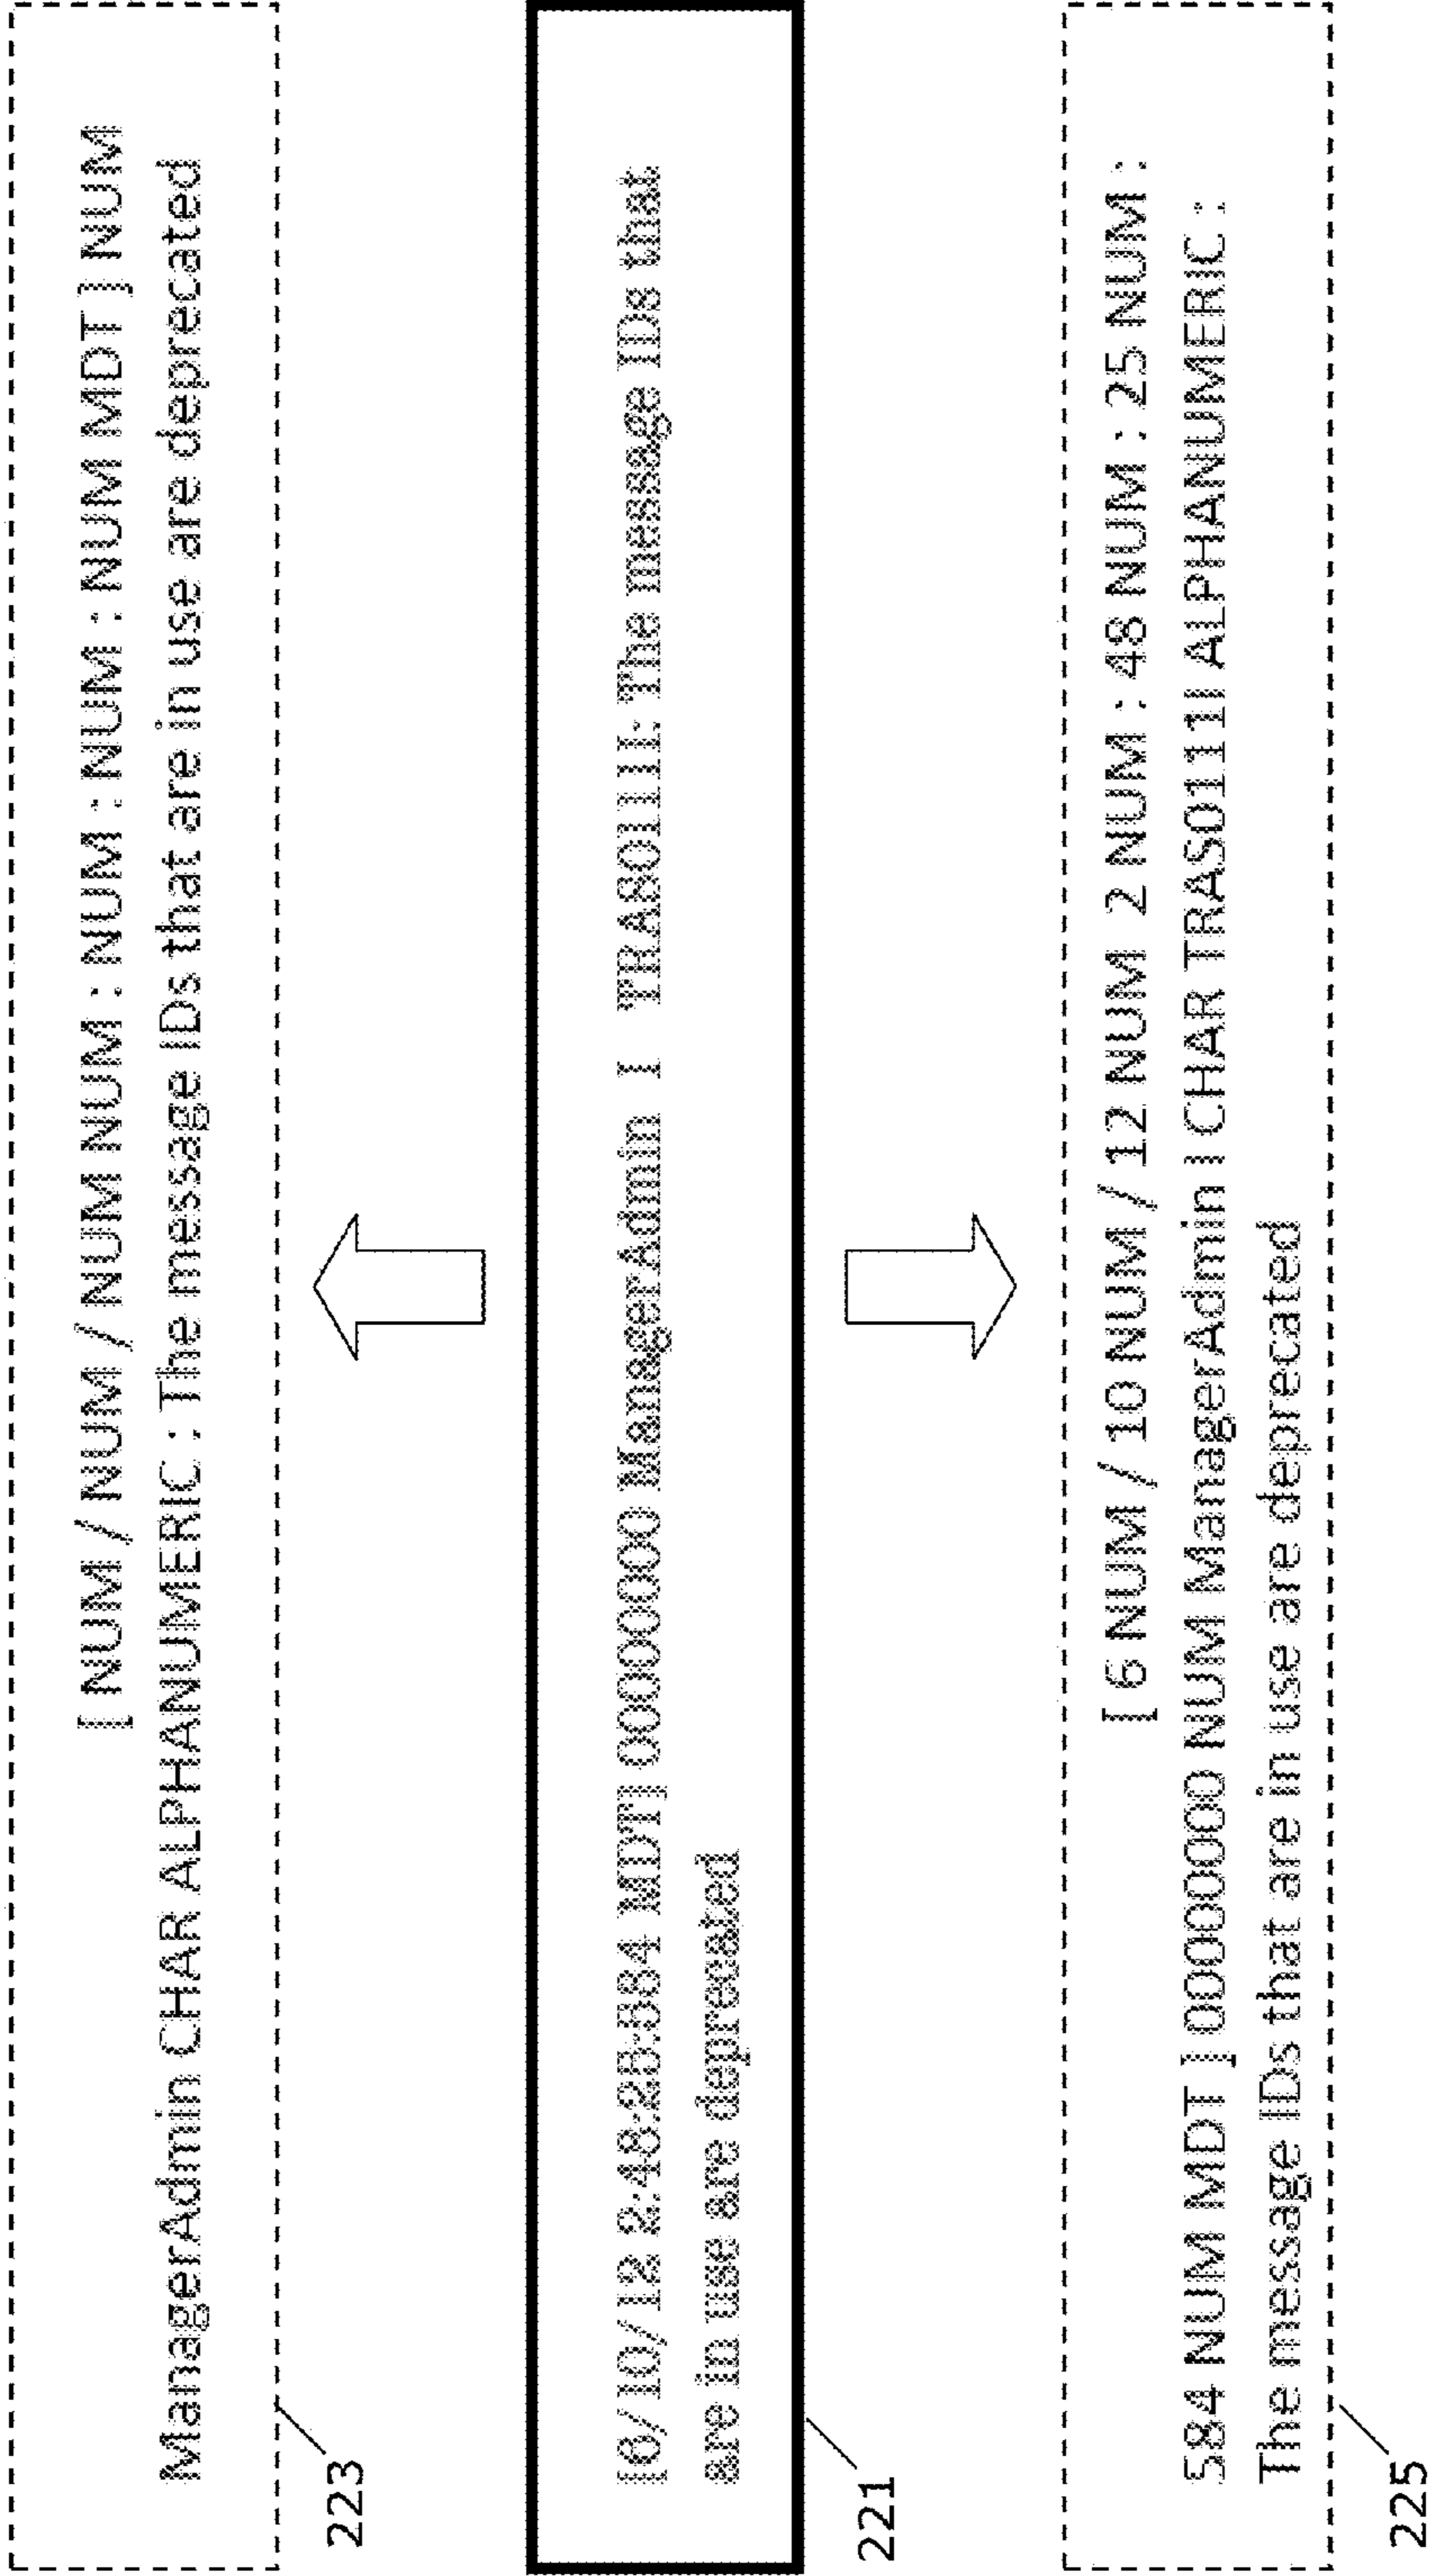 [ NUM / NUM / NUM NUM : NUM : NUM : NUM MDT ] NUM
ManagerAdmin CHAR ALPHANUMERIC : The message IDs that are in use are deprecated
223
[6/10/12 2:48:25:584 MDT] 00000000 ManagerAdmin I TRAS0111I: The message IDs that
are in use are deprecated
221
[ 6 NUM / 10 NUM / 12 NUM 2 NUM : 48 NUM : 25 NUM :
584 NUM MDT ] 00000000 NUM ManagerAdmin I CHAR TRAS0111I ALPHANUMERIC :
The message IDs that are in use are deprecated
225